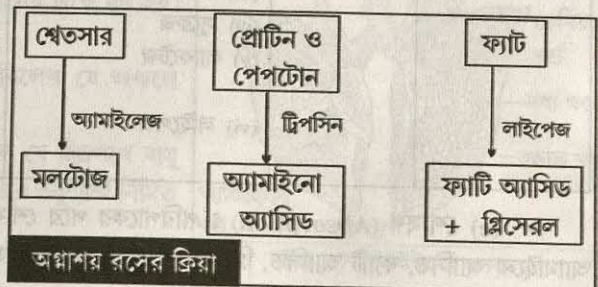 শ্বেতসার
প্রোটিন ও
পেপটোন
ফ্যাট
অ্যামাইলেজ
ট্রিপসিন
লাইপেজ
মলটোজ
অ্যামাইনো
অ্যাসিড
ফ্যাটি অ্যাসিড
+ গ্লিসেরল
অগ্ন্যাশয় রসের ক্রিয়া